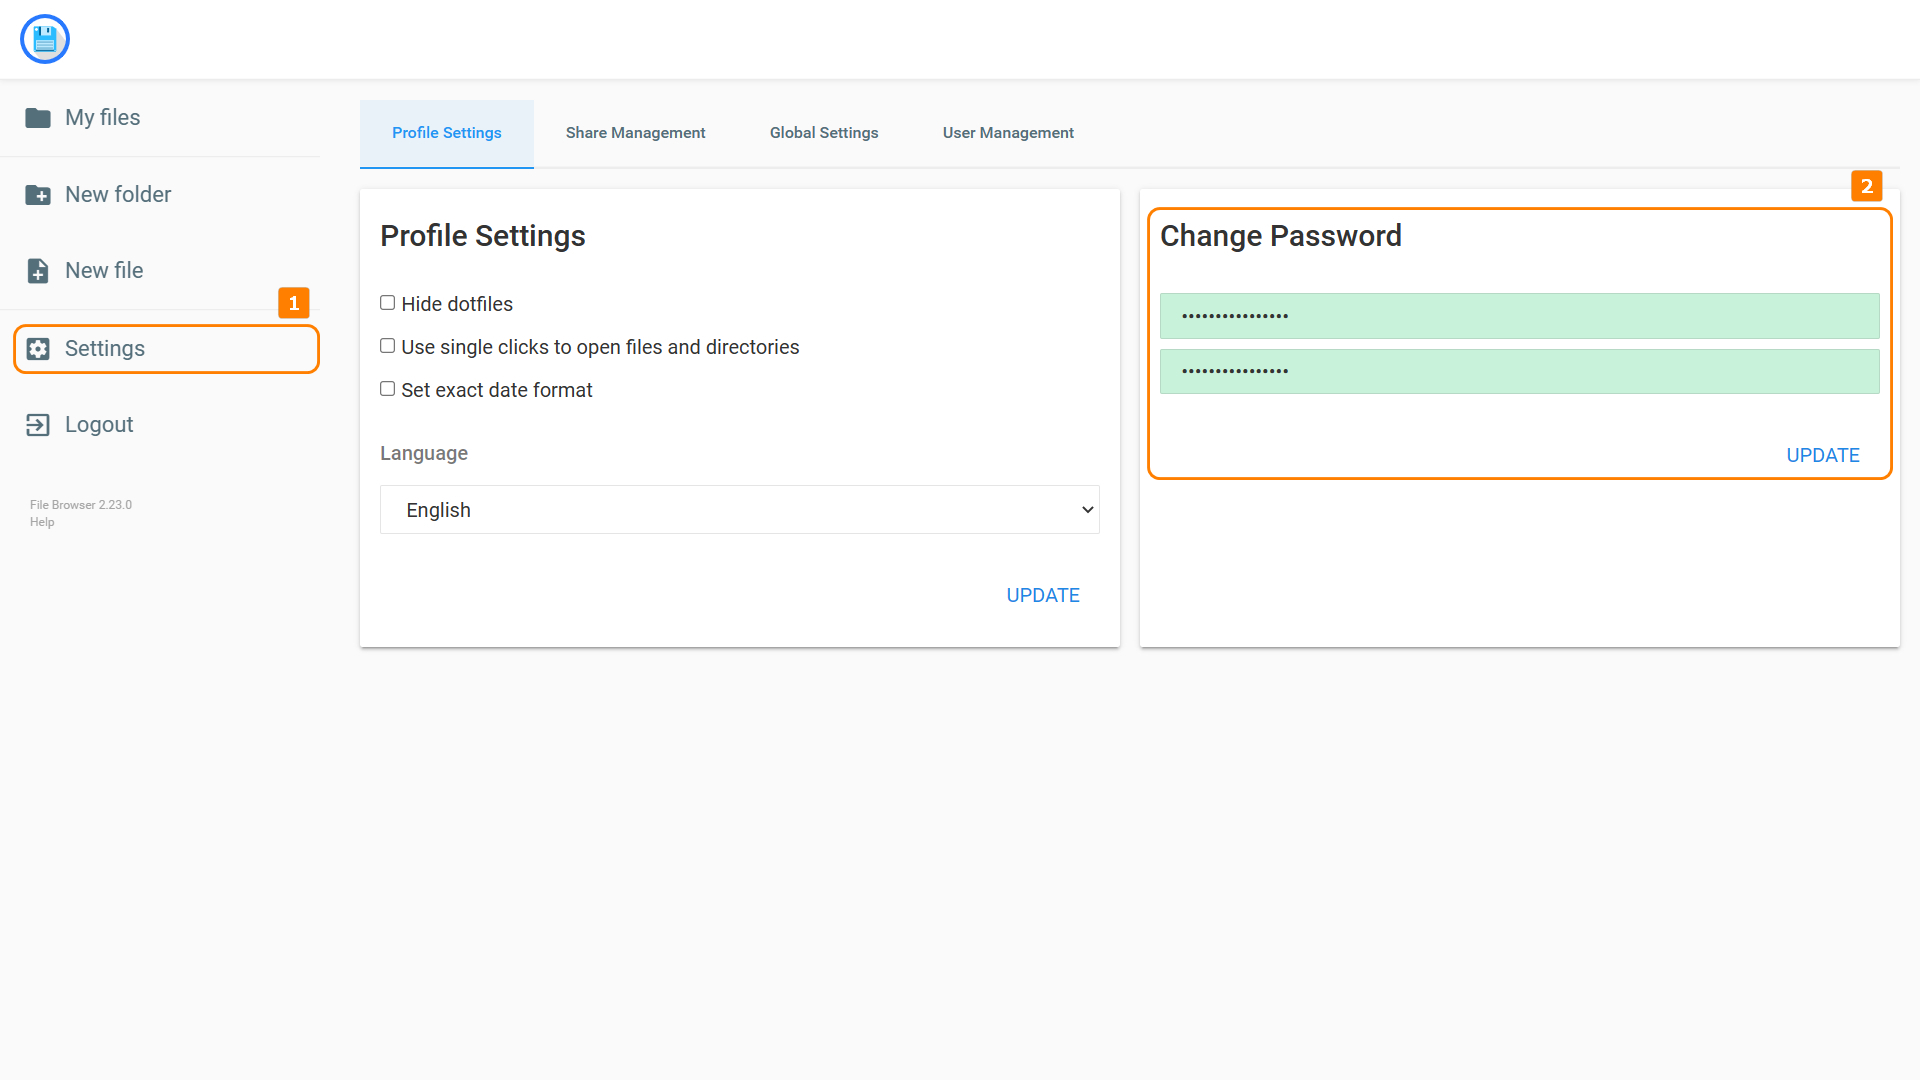 My files
New folder
New file
1
Settings
Logout
File Browser 2.23.0
Help
Profile Settings
Share Management
Global Settings
User Management
Profile Settings
Hide dotfiles
Use single clicks to open files and directories
Set exact date format
Language
English
UPDATE
2
Change Password
••••••••••••••••
••••••••••••••••
UPDATE